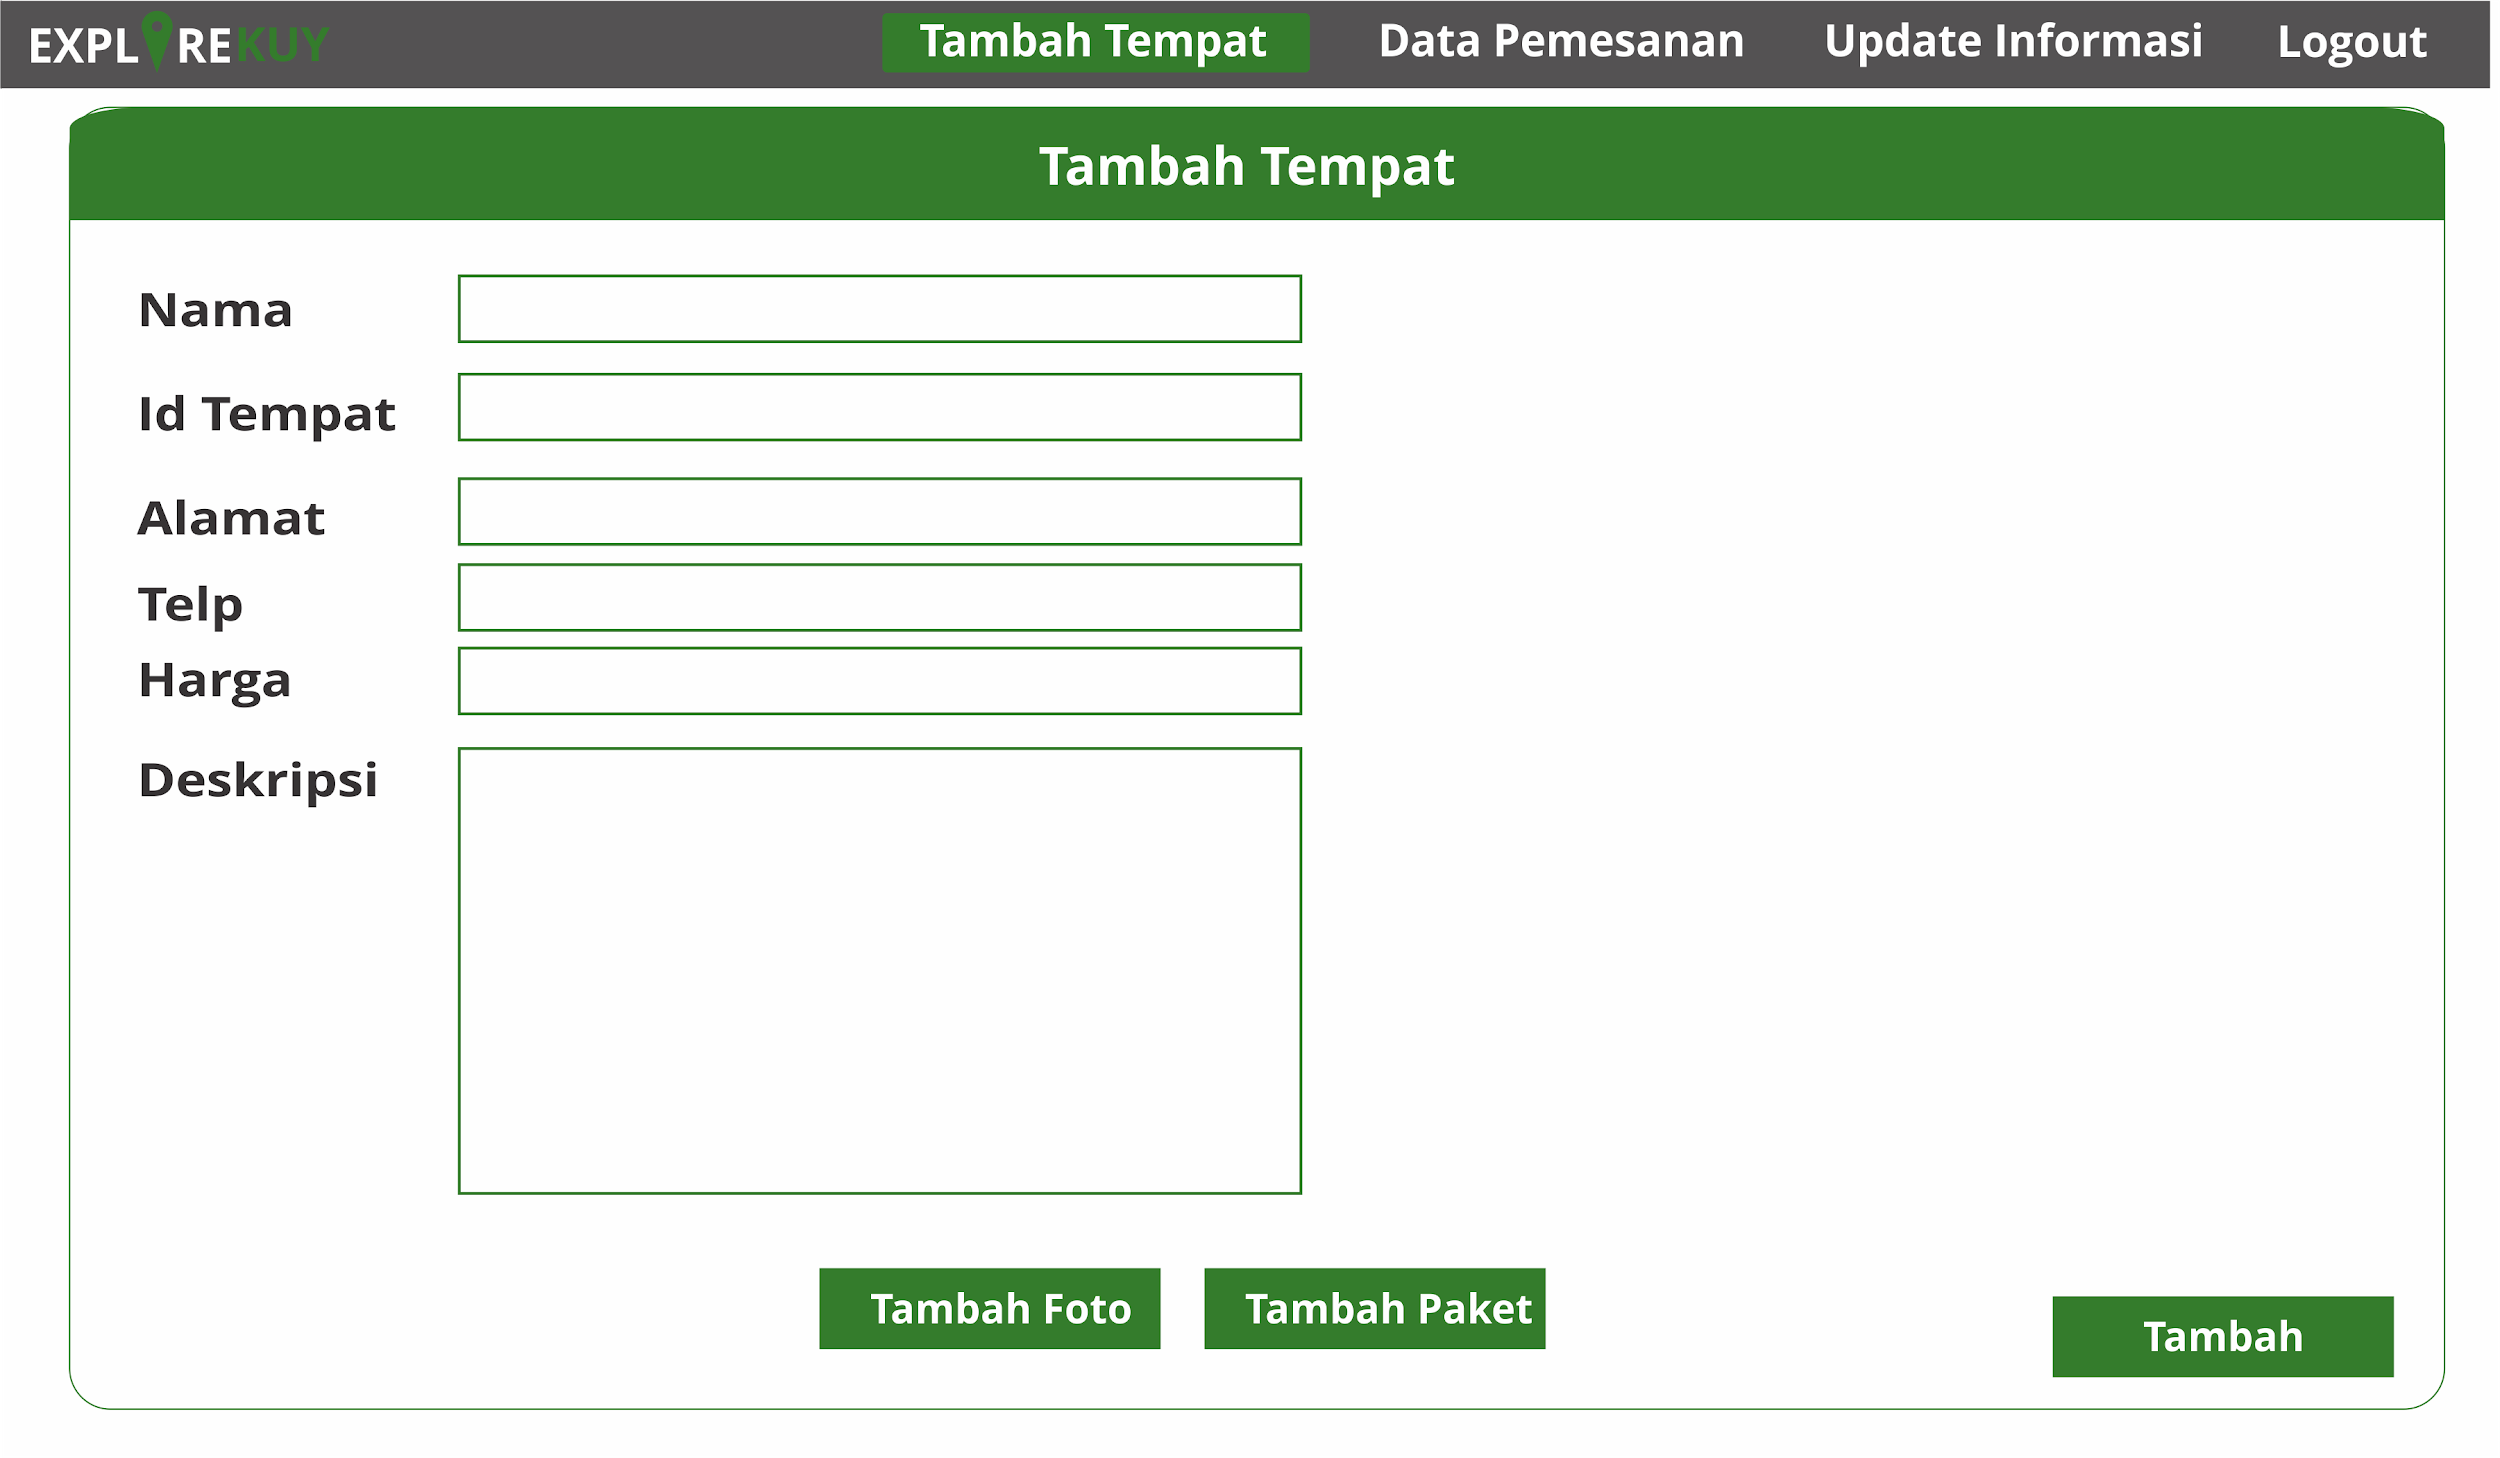 EXPLOREKUY Tambah Tempat Data Pemesanan Update Informasi Logout
Tambah Tempat
Nama
Id Tempat
Alamat
Telp
Harga
Deskripsi
Tambah Foto Tambah Paket
Tambah